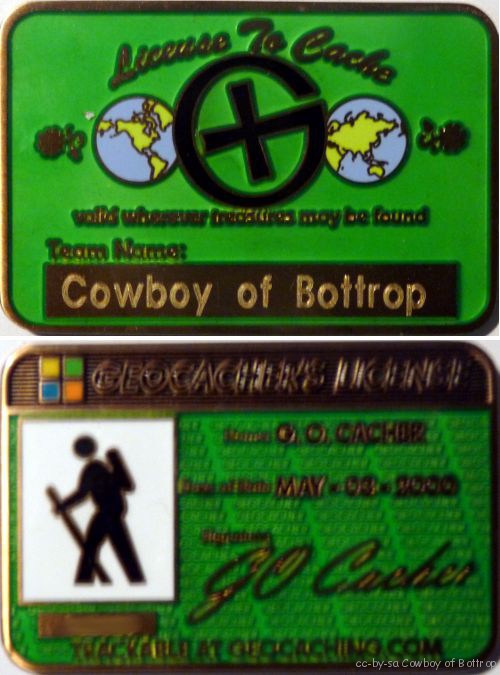 License To Cache
valid wherever treasures may be found
Team Name:
Cowboy of Bottrop
GEOCACHER'S LICENSE
Name: G. O. CACHER
Date of Birth: MAY - 03 - 2000
Signature:
GO Cacher
TRACKABLE AT GEOCACHING.COM
cc-by-sa Cowboy of Bottrop